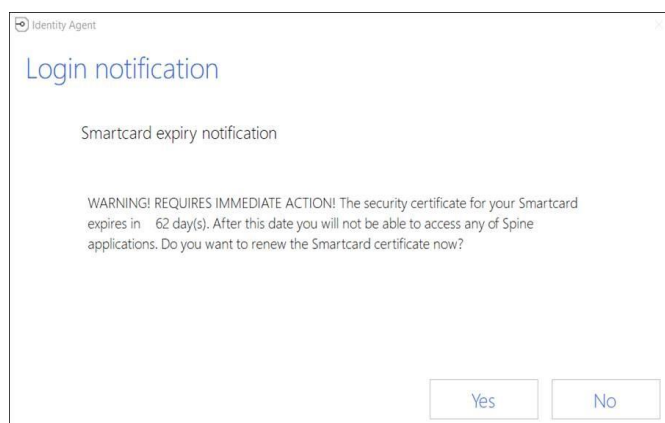 Identity Agent
Login notification
Smartcard expiry notification
WARNING! REQUIRES IMMEDIATE ACTION! The security certificate for your Smartcard
expires in 62 day(s). After this date you will not be able to access any of Spine
applications. Do you want to renew the Smartcard certificate now?
Yes No